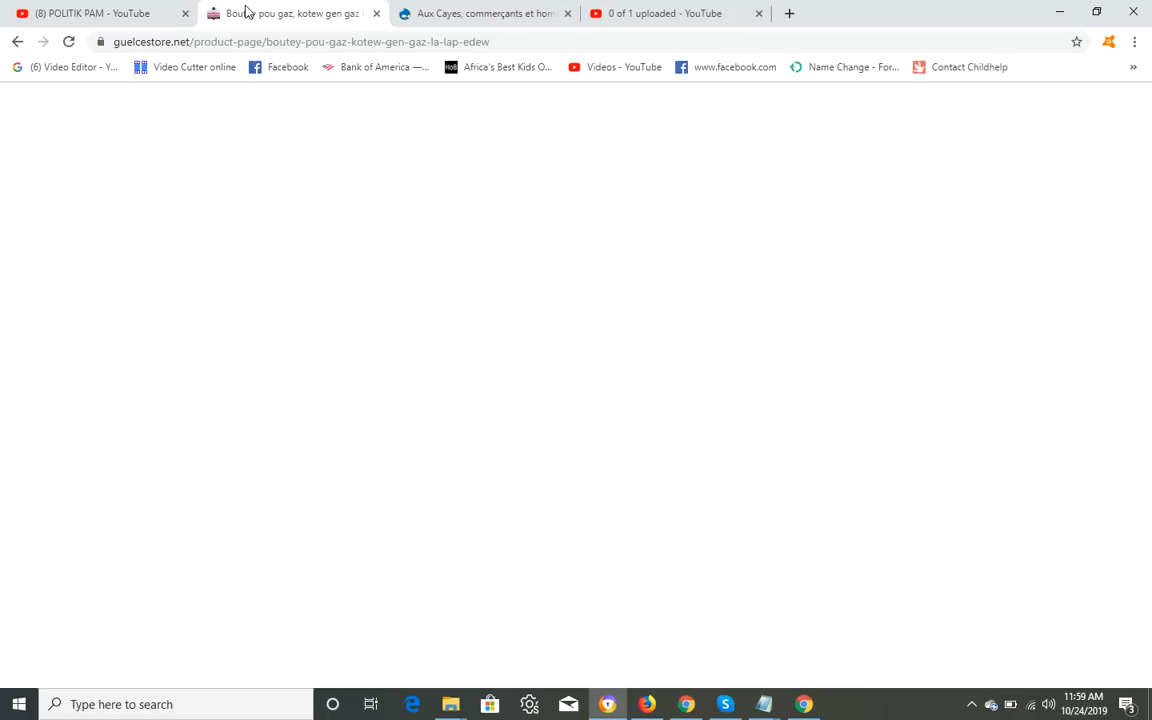 (8) POLITIK PAM - YouTube
Boutey pou gaz, kotew gen gaz
Aux Cayes, commerçants et hom
0 of 1 uploaded - YouTube
guelcestore.net/product-page/boutey-pou-gaz-kotew-gen-gaz-la-lap-edew
(6) Video Editor - Y...
Video Cutter online
Facebook
Bank of America —...
Africa's Best Kids O...
Videos - YouTube
www.facebook.com
Name Change - For...
Contact Childhelp
»
Type here to search
11:59 AM
10/24/2019
3